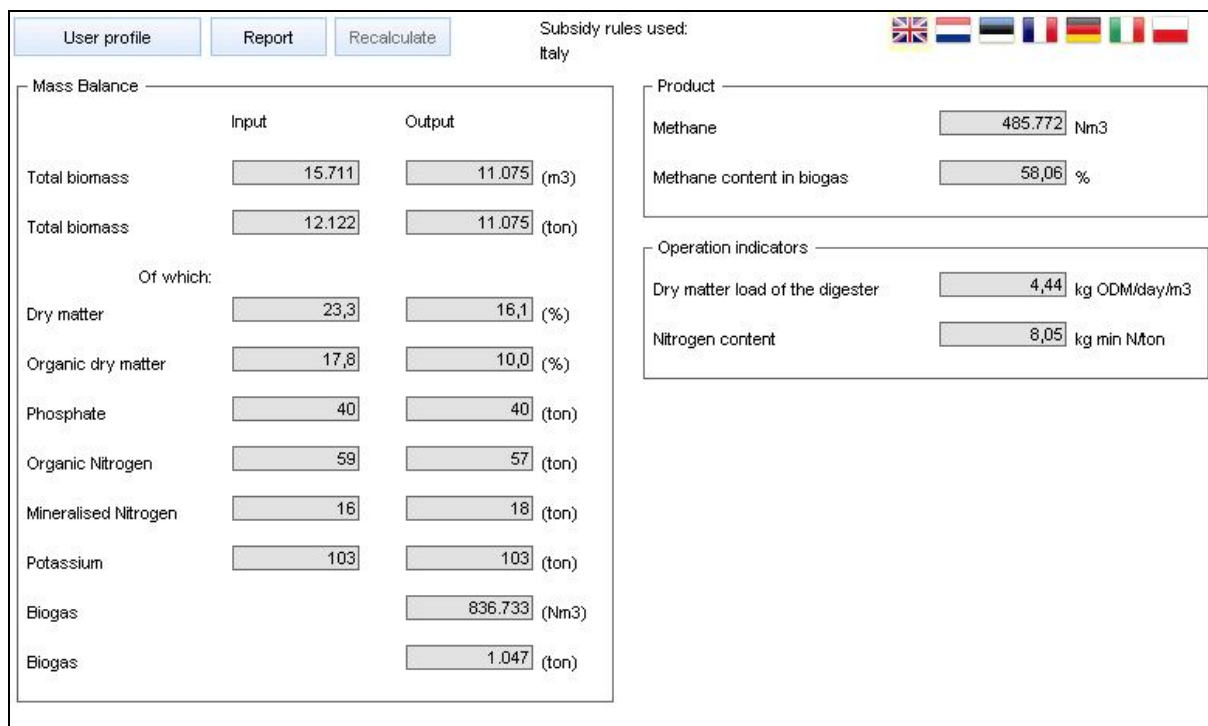 User profile Report Recalculate Subsidy rules used:
Italy
Mass Balance
Input Output
Total biomass 15.711 11.075 (m3)
Total biomass 12.122 11.075 (ton)
Of which:
Dry matter 23,3 16,1 (%)
Organic dry matter 17,8 10,0 (%)
Phosphate 40 40 (ton)
Organic Nitrogen 59 57 (ton)
Mineralised Nitrogen 16 18 (ton)
Potassium 103 103 (ton)
Biogas 836.733 (Nm3)
Biogas 1.047 (ton)
Product
Methane 485.772 Nm3
Methane content in biogas 58,06 %
Operation indicators
Dry matter load of the digester 4,44 kg ODM/day/m3
Nitrogen content 8,05 kg min N/ton